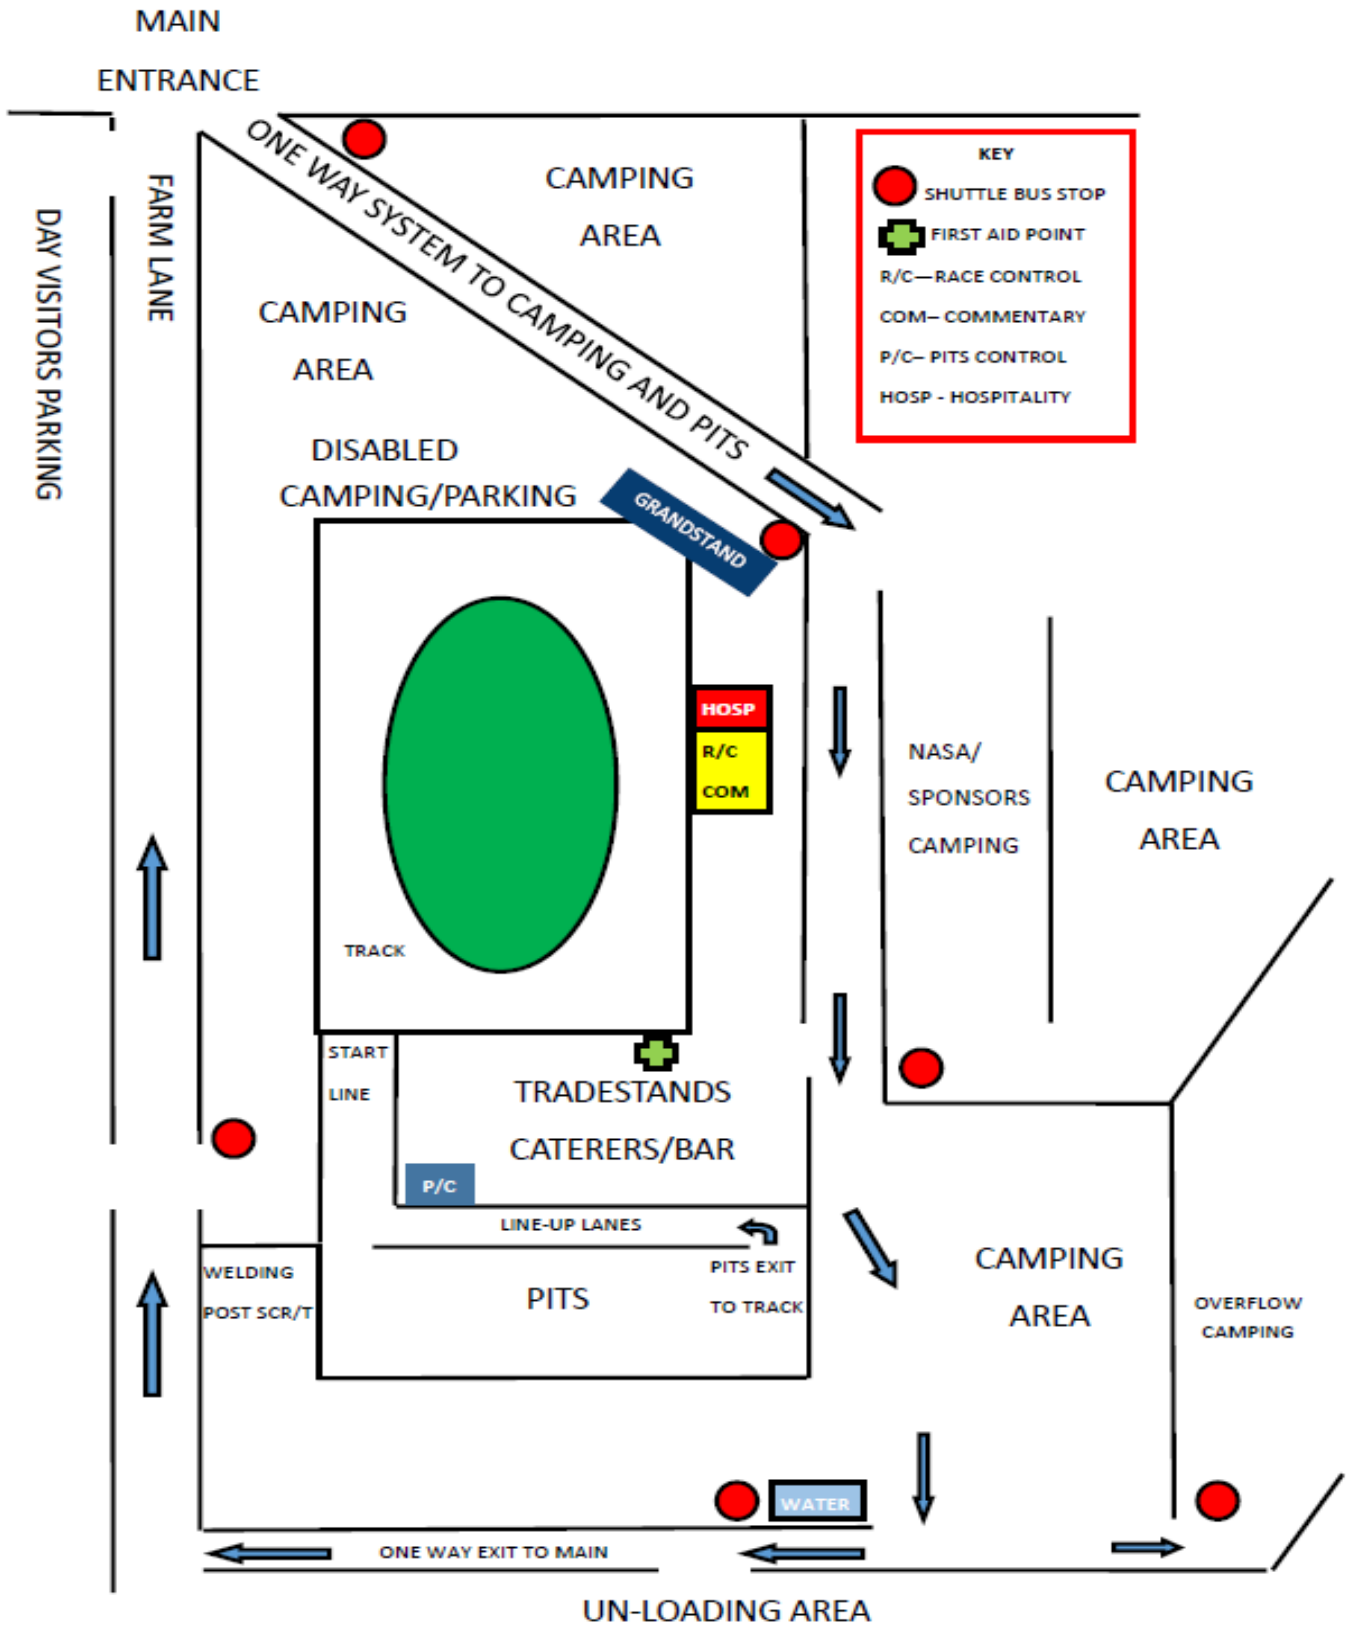 MAIN
ENTRANCE
ONE WAY SYSTEM TO CAMPING AND PITS
CAMPING
AREA
KEY
SHUTTLE BUS STOP
FIRST AID POINT
R/C—RACE CONTROL
COM– COMMENTARY
P/C– PITS CONTROL
HOSP - HOSPITALITY
FARM LANE
DAY VISITORS PARKING
CAMPING
AREA
DISABLED
CAMPING/PARKING
GRANDSTAND
HOSP
R/C
COM
NASA/
SPONSORS
CAMPING
CAMPING
AREA
TRACK
START
LINE
TRADESTANDS
CATERERS/BAR
P/C
LINE-UP LANES
PITS EXIT
TO TRACK
PITS
WELDING
POST SCR/T
CAMPING
AREA
OVERFLOW
CAMPING
WATER
ONE WAY EXIT TO MAIN
UN-LOADING AREA